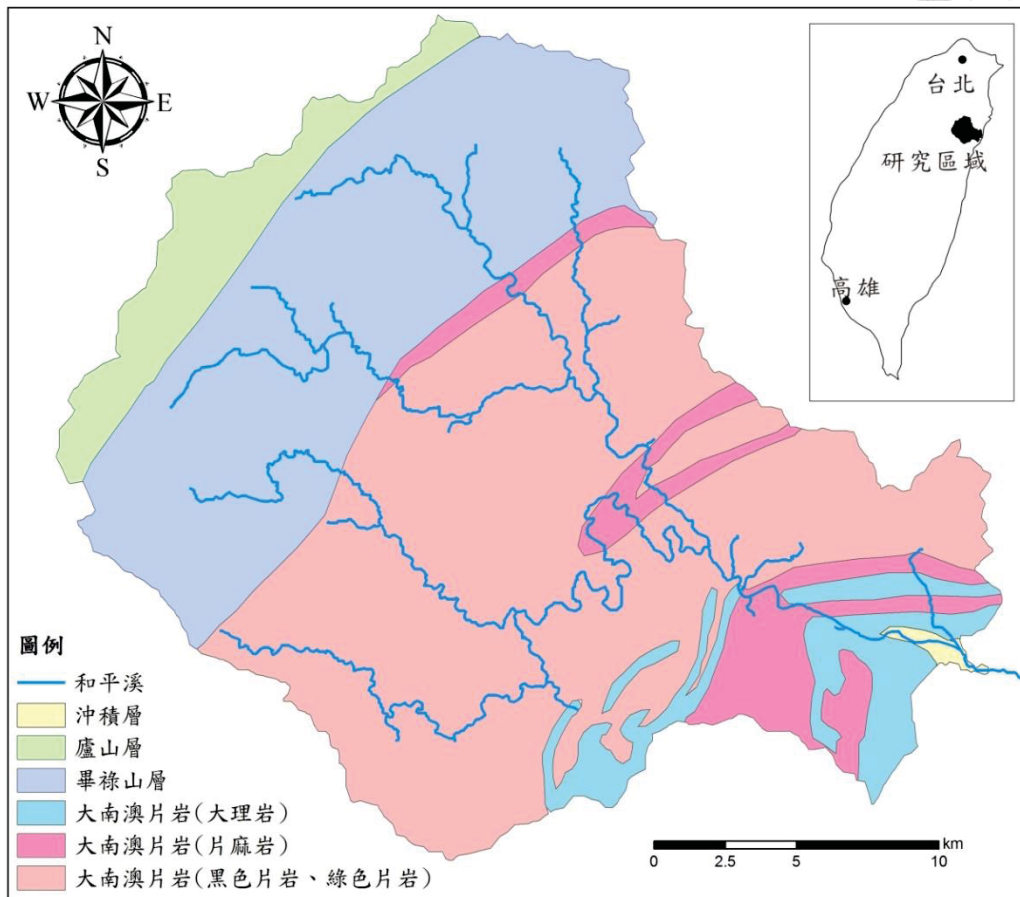 N
W E
S
台北
研究區域
高雄
圖例
和平溪
沖積層
廬山層
畢祿山層
大南澳片岩(大理岩)
大南澳片岩(片麻岩)
大南澳片岩(黑色片岩、綠色片岩)
km
0 2.5 5 10